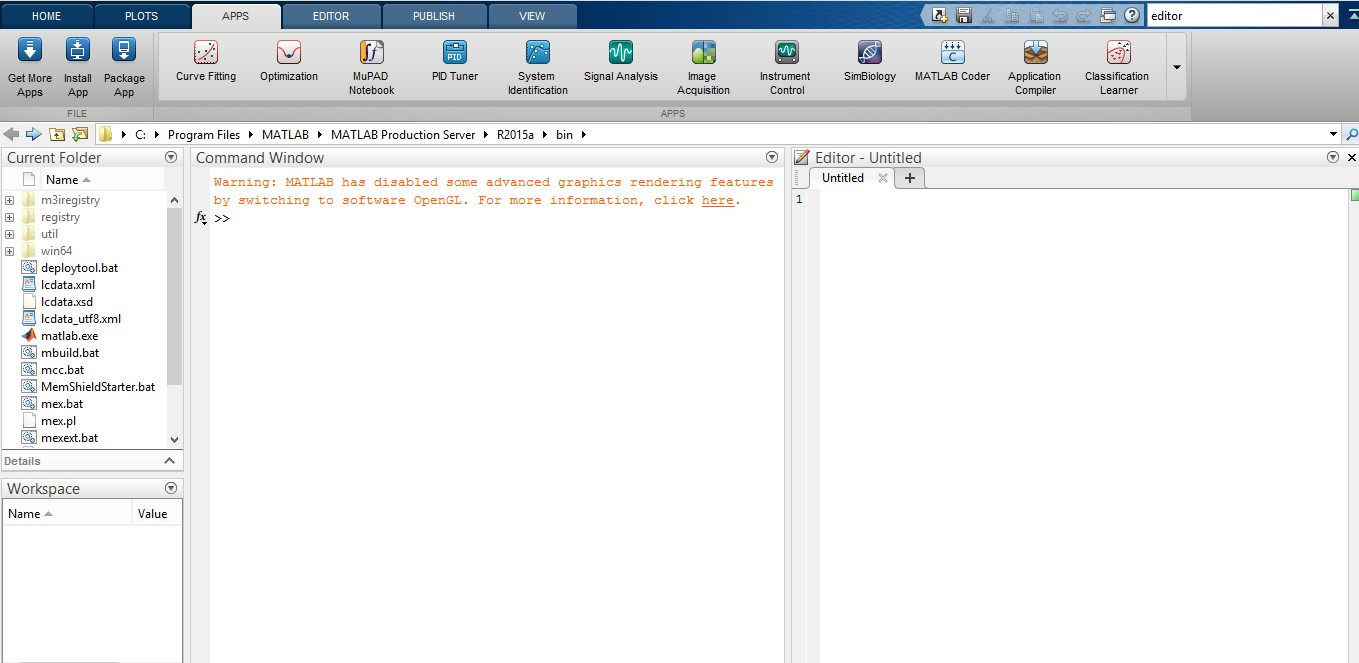 HOME PLOTS APPS EDITOR PUBLISH VIEW editor
Get More Apps
Install App
Package App
Curve Fitting
Optimization
MuPAD Notebook
PID
PID Tuner
System Identification
Signal Analysis
Image Acquisition
Instrument Control
SimBiology
C
MATLAB Coder
Application Compiler
Classification Learner
FILE APPS
C: Program Files MATLAB MATLAB Production Server R2015a bin
Current Folder
Name
m3iregistry
registry
util
win64
deploytool.bat
lcdata.xml
lcdata.xsd
lcdata_utf8.xml
matlab.exe
mbuild.bat
mcc.bat
MemShieldStarter.bat
mex.bat
mex.pl
mexext.bat
Details
Workspace
Name Value
Command Window
Warning: MATLAB has disabled some advanced graphics rendering features
by switching to software OpenGL. For more information, click here.
fx >>
Editor - Untitled
Untitled
1